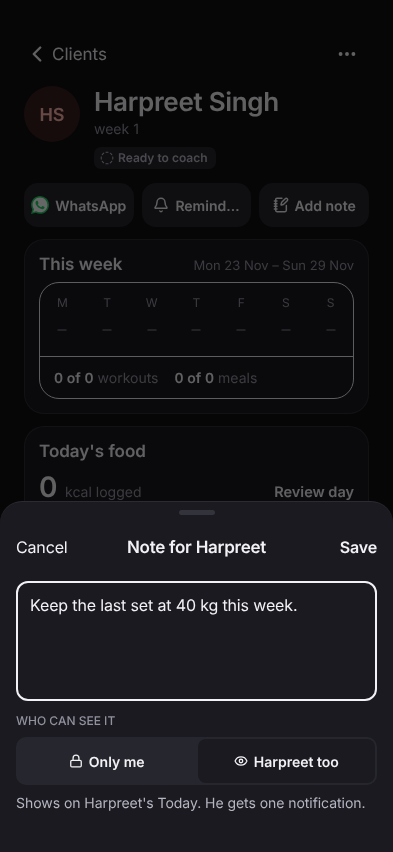 Clients
HS
Harpreet Singh
week 1
Ready to coach
WhatsApp
Remind...
Add note
This week
Mon 23 Nov – Sun 29 Nov
M T W T F S S
– – – – – – –
0 of 0 workouts 0 of 0 meals
Today's food
0 kcal logged
Review day
Cancel
Note for Harpreet
Save
Keep the last set at 40 kg this week.
WHO CAN SEE IT
Only me
Harpreet too
Shows on Harpreet's Today. He gets one notification.